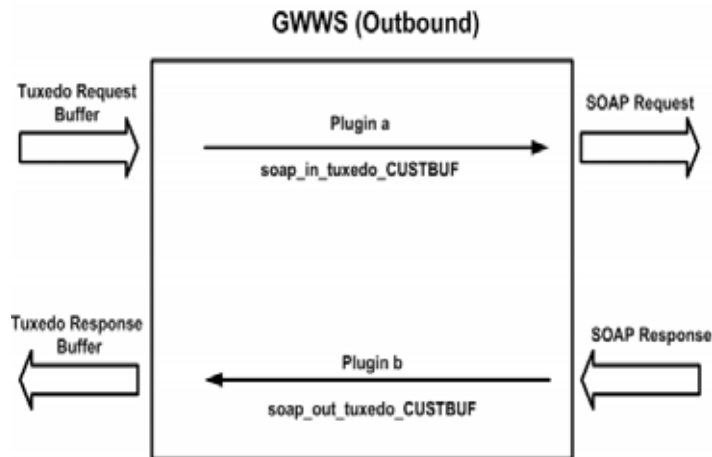 GWWS (Outbound)
Tuxedo Request
Buffer
Plugin a
SOAP Request
soap_in_tuxedo_CUSTBUF
Tuxedo Response
Buffer
Plugin b
SOAP Response
soap_out_tuxedo_CUSTBUF